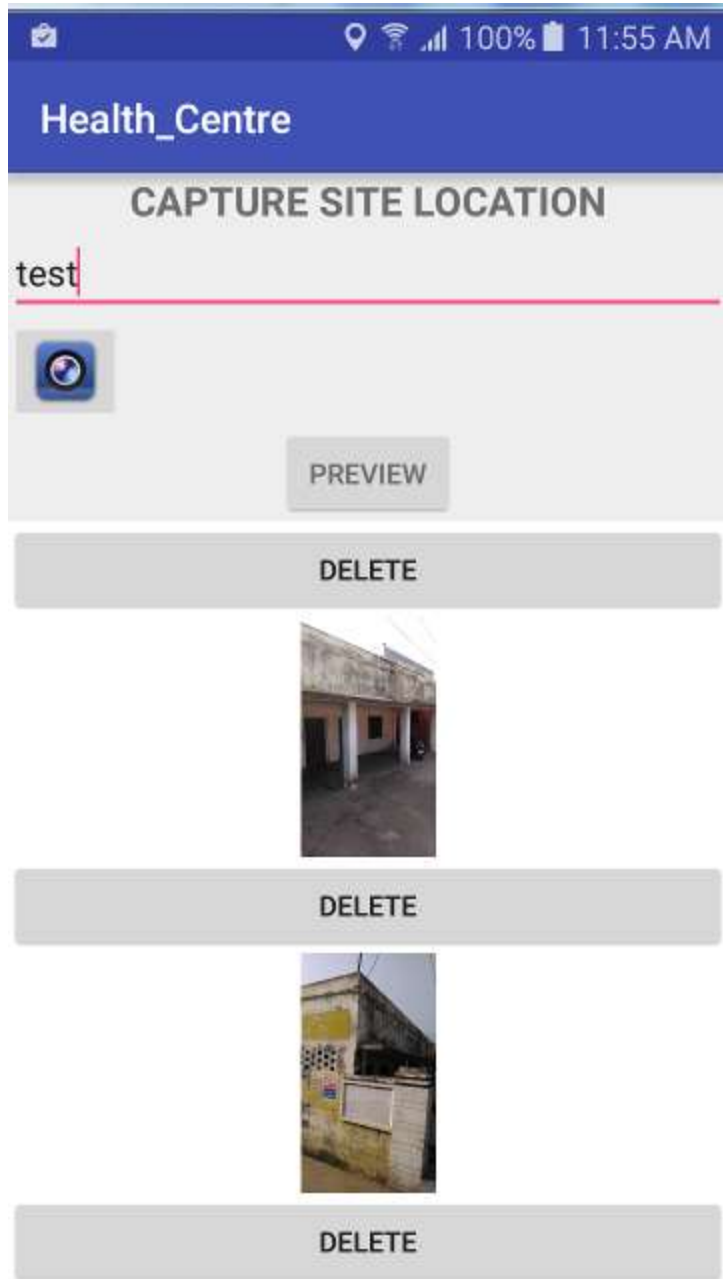 100% 11:55 AM
Health_Centre
CAPTURE SITE LOCATION
test
PREVIEW
DELETE
DELETE
DELETE